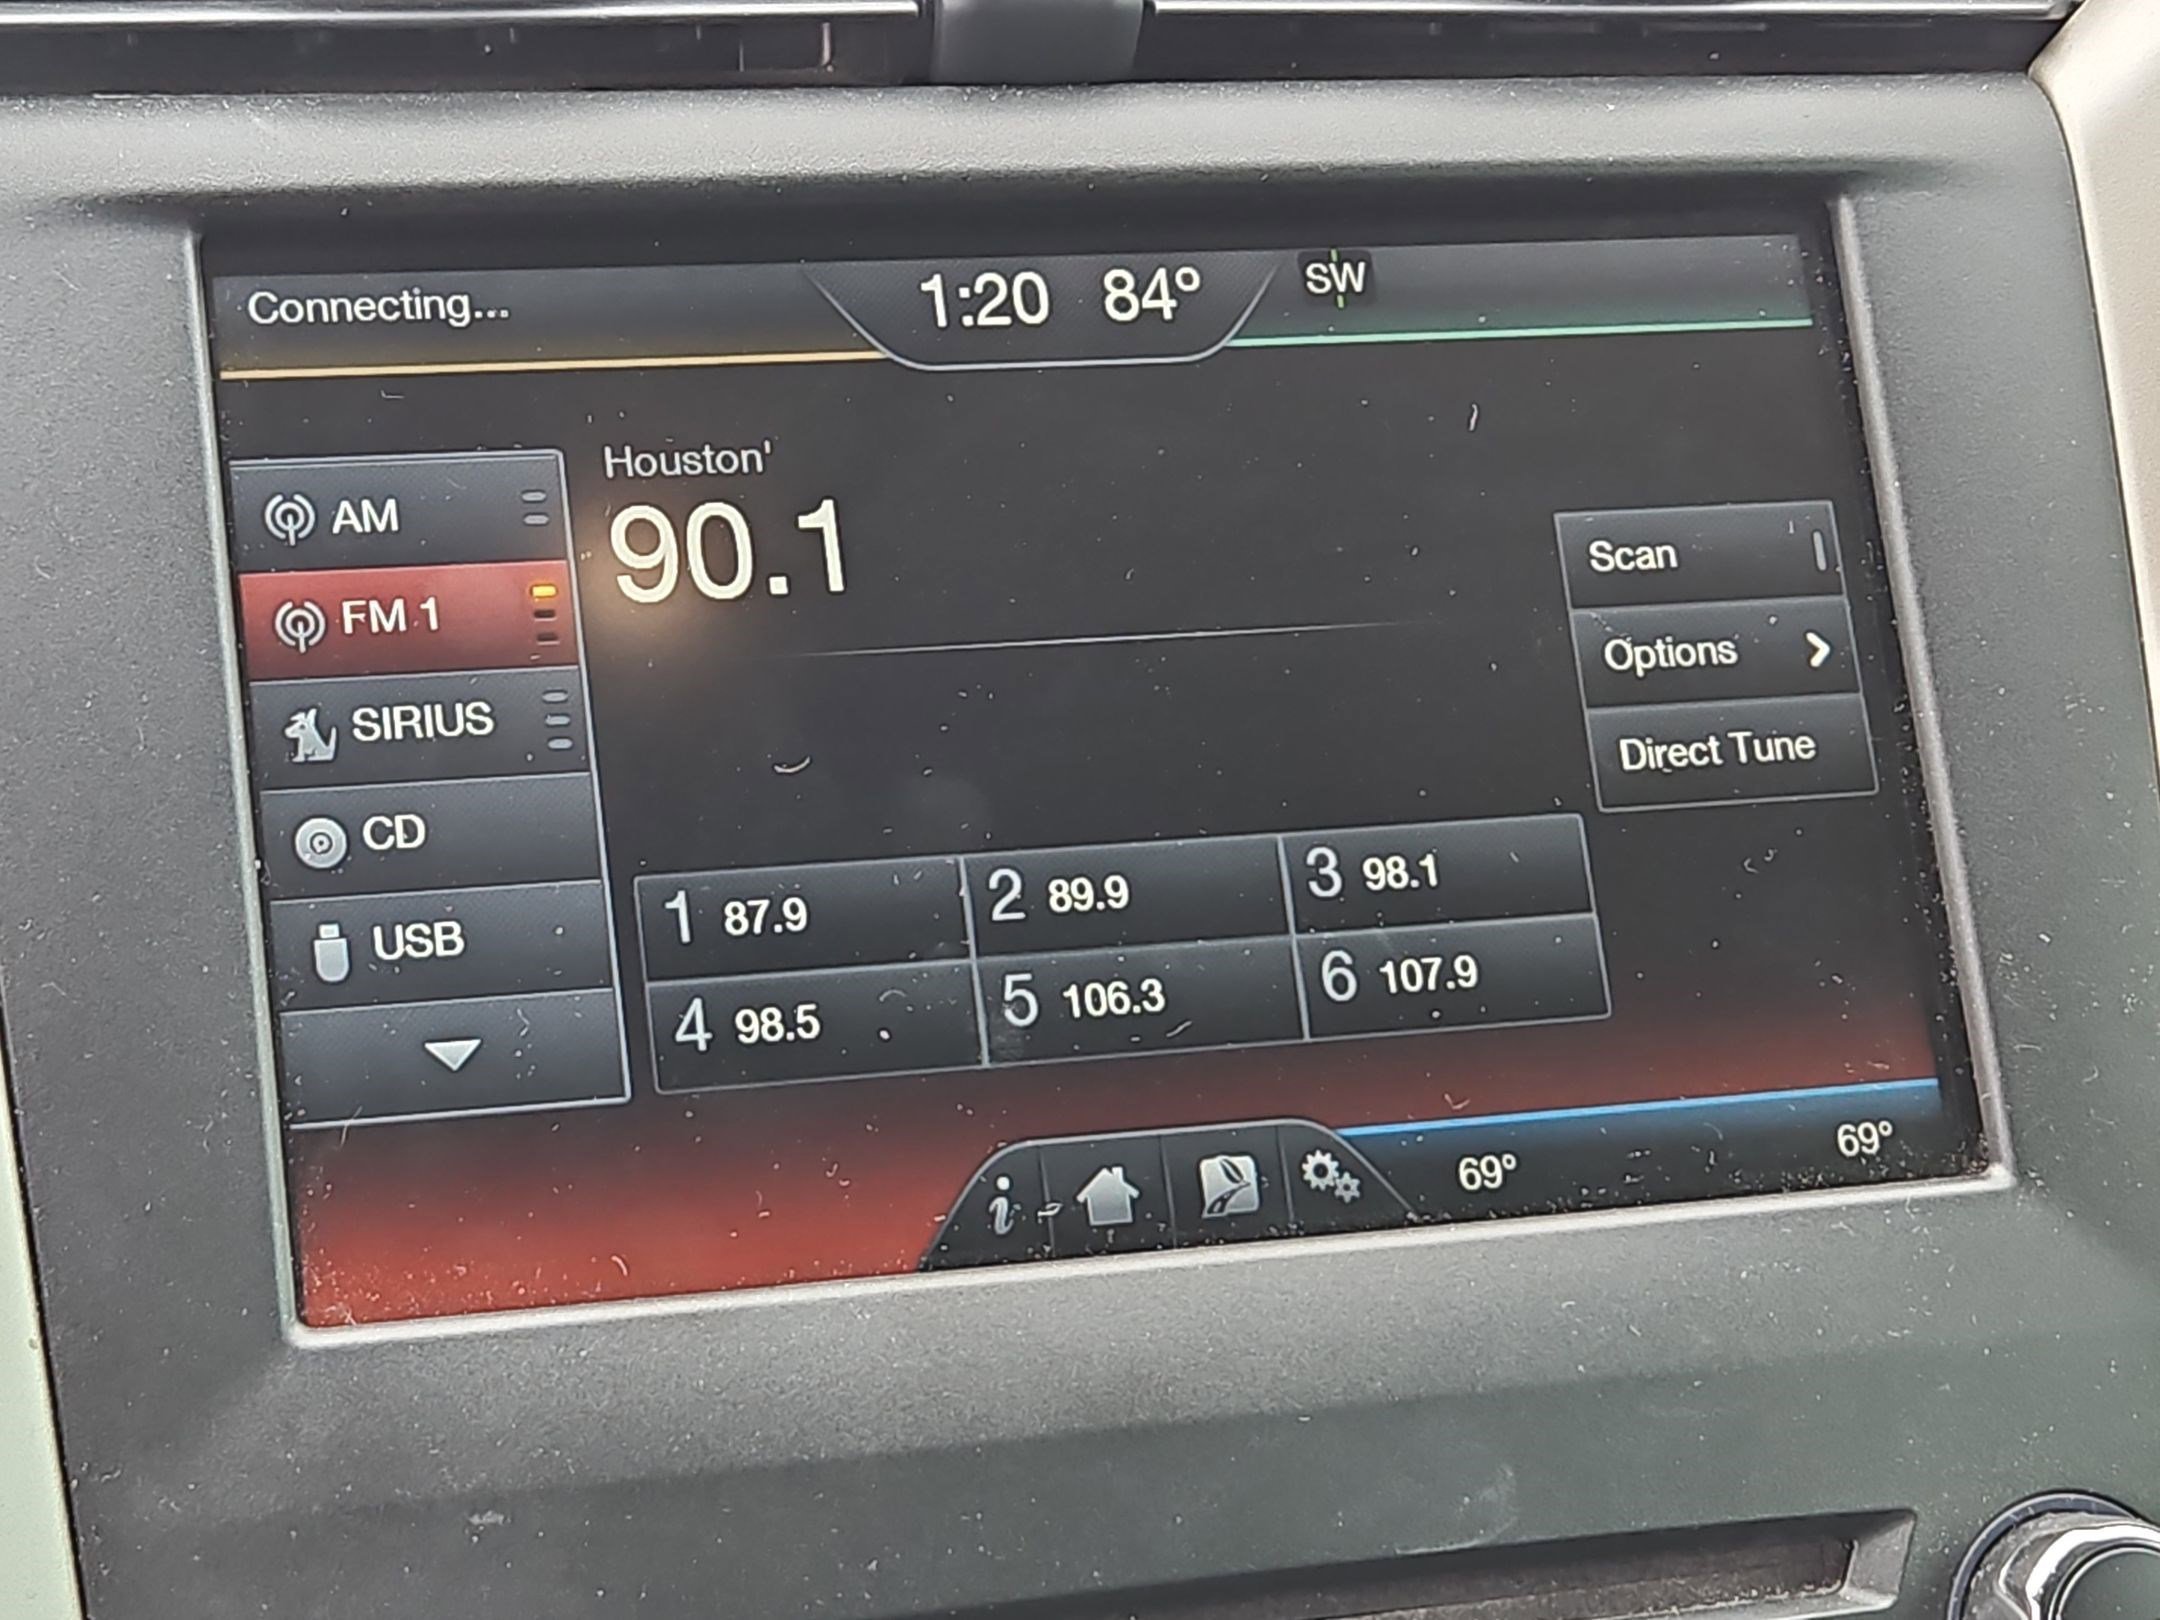 Connecting...
1:20 84°
SW
Houston'
90.1
AM
FM 1
SIRIUS
CD
USB
Scan
Options
Direct Tune
1 87.9
2 89.9
3 98.1
4 98.5
5 106.3
6 107.9
i
69°
69°